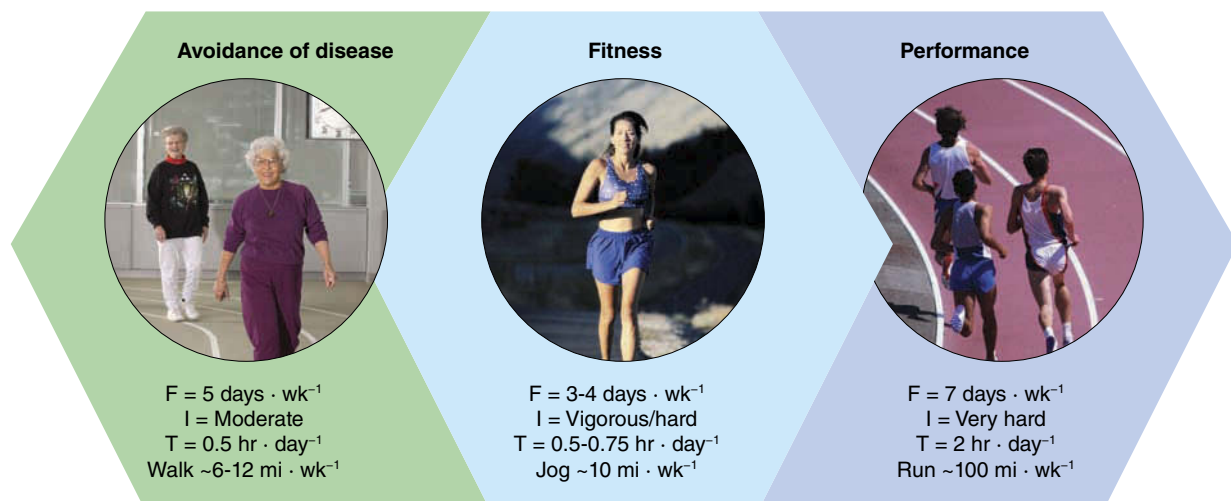 Avoidance of disease
F = 5 days · wk⁻¹
I = Moderate
T = 0.5 hr · day⁻¹
Walk ~6-12 mi · wk⁻¹
Fitness
F = 3-4 days · wk⁻¹
I = Vigorous/hard
T = 0.5-0.75 hr · day⁻¹
Jog ~10 mi · wk⁻¹
Performance
F = 7 days · wk⁻¹
I = Very hard
T = 2 hr · day⁻¹
Run ~100 mi · wk⁻¹